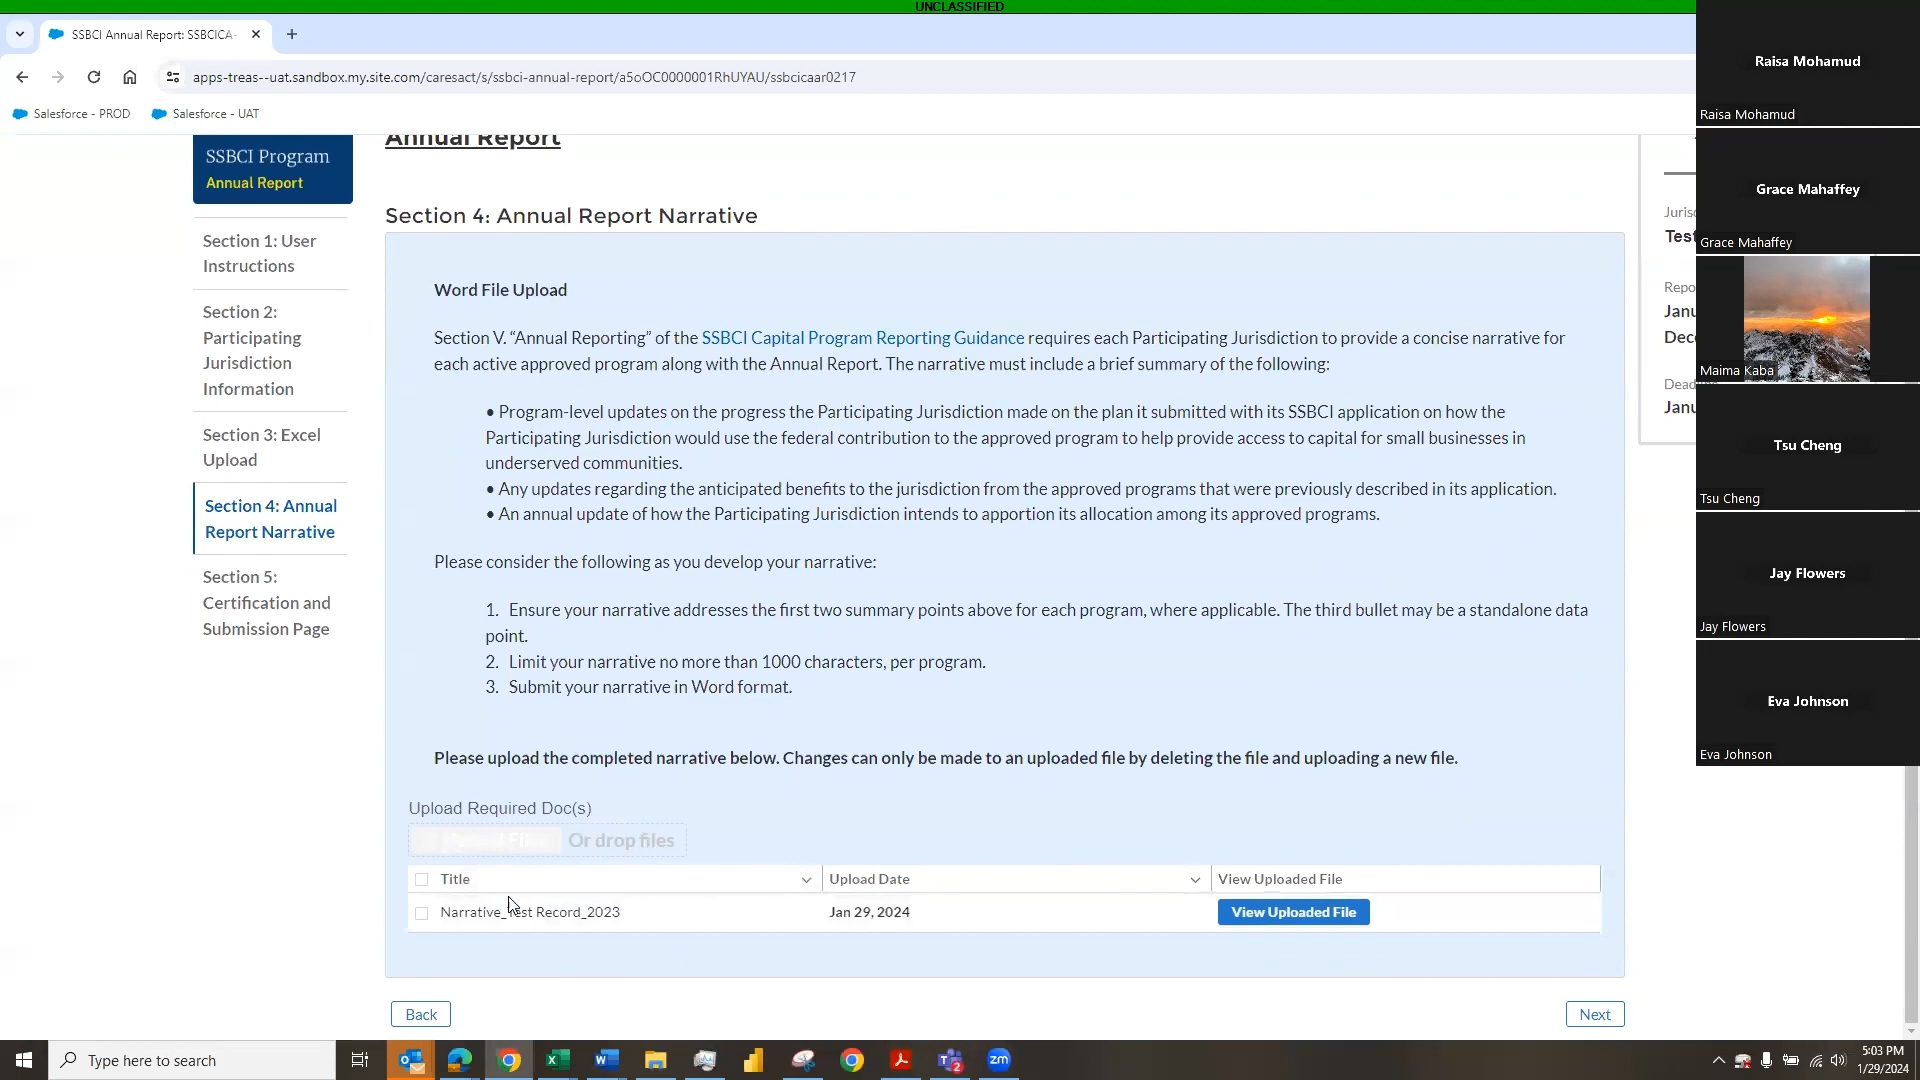 UNCLASSIFIED
SSBCI Annual Report: SSBCICA
apps-treas--uat.sandbox.my.site.com/caresact/s/ssbci-annual-report/a5oOC0000001RhUYAU/ssbcicaar0217
Salesforce - PROD
Salesforce - UAT
SSBCI Program
Annual Report
Section 1: User
Instructions
Section 2:
Participating
Jurisdiction
Information
Section 3: Excel
Upload
Section 4: Annual
Report Narrative
Section 5:
Certification and
Submission Page
Annual Report
Section 4: Annual Report Narrative
Word File Upload
Section V. “Annual Reporting” of the SSBCI Capital Program Reporting Guidance requires each Participating Jurisdiction to provide a concise narrative for
each active approved program along with the Annual Report. The narrative must include a brief summary of the following:
• Program-level updates on the progress the Participating Jurisdiction made on the plan it submitted with its SSBCI application on how the
Participating Jurisdiction would use the federal contribution to the approved program to help provide access to capital for small businesses in
underserved communities.
• Any updates regarding the anticipated benefits to the jurisdiction from the approved programs that were previously described in its application.
• An annual update of how the Participating Jurisdiction intends to apportion its allocation among its approved programs.
Please consider the following as you develop your narrative:
1. Ensure your narrative addresses the first two summary points above for each program, where applicable. The third bullet may be a standalone data
point.
2. Limit your narrative no more than 1000 characters, per program.
3. Submit your narrative in Word format.
Please upload the completed narrative below. Changes can only be made to an uploaded file by deleting the file and uploading a new file.
Upload Required Doc(s)
Or drop files
Title
Upload Date
View Uploaded File
Record_2023
Jan 29, 2024
View Uploaded File
Back
Next
Raisa Mohamud
Raisa Mohamud
Grace Mahaffey
Grace Mahaffey
Maima Kaba
Tsu Cheng
Tsu Cheng
Jay Flowers
Jay Flowers
Eva Johnson
Eva Johnson
Type here to search
5:03 PM
1/29/2024